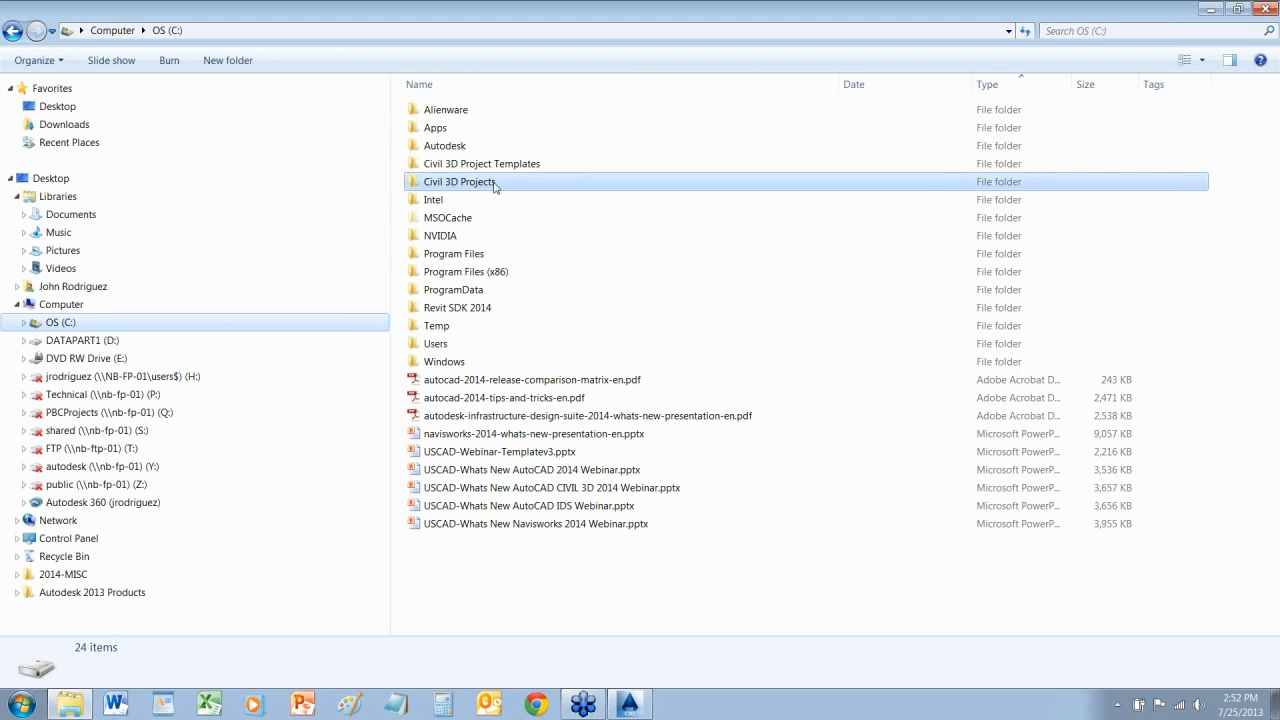 Computer OS (C:) Search OS (C:)
Organize Slide show Burn New folder
Favorites
Desktop
Downloads
Recent Places
Desktop
Libraries
Documents
Music
Pictures
Videos
John Rodriguez
Computer
OS (C:)
DATAPART1 (D:)
DVD RW Drive (E:)
jrodriguez (\\NB-FP-01\users$) (H:)
Technical (\\nb-fp-01) (P:)
PBCProjects (\\nb-fp-01) (Q:)
shared (\\nb-fp-01) (S:)
FTP (\\nb-ftp-01) (T:)
autodesk (\\nb-fp-01) (Y:)
public (\\nb-fp-01) (Z:)
Autodesk 360 (jrodriguez)
Network
Control Panel
Recycle Bin
2014-MISC
Autodesk 2013 Products
Name Date Type Size Tags
Alienware File folder
Apps File folder
Autodesk File folder
Civil 3D Project Templates File folder
Civil 3D Projects File folder
Intel File folder
MSOCache File folder
NVIDIA File folder
Program Files File folder
Program Files (x86) File folder
ProgramData File folder
Revit SDK 2014 File folder
Temp File folder
Users File folder
Windows File folder
autocad-2014-release-comparison-matrix-en.pdf Adobe Acrobat D... 243 KB
autocad-2014-tips-and-tricks-en.pdf Adobe Acrobat D... 2,471 KB
autodesk-infrastructure-design-suite-2014-whats-new-presentation-en.pdf Adobe Acrobat D... 2,538 KB
navisworks-2014-whats-new-presentation-en.pptx Microsoft PowerP... 9,057 KB
USCAD-Webinar-Templatev3.pptx Microsoft PowerP... 2,216 KB
USCAD-Whats New AutoCAD 2014 Webinar.pptx Microsoft PowerP... 3,536 KB
USCAD-Whats New AutoCAD CIVIL 3D 2014 Webinar.pptx Microsoft PowerP... 3,657 KB
USCAD-Whats New AutoCAD IDS Webinar.pptx Microsoft PowerP... 3,656 KB
USCAD-Whats New Navisworks 2014 Webinar.pptx Microsoft PowerP... 3,955 KB
24 items
2:52 PM
7/25/2013